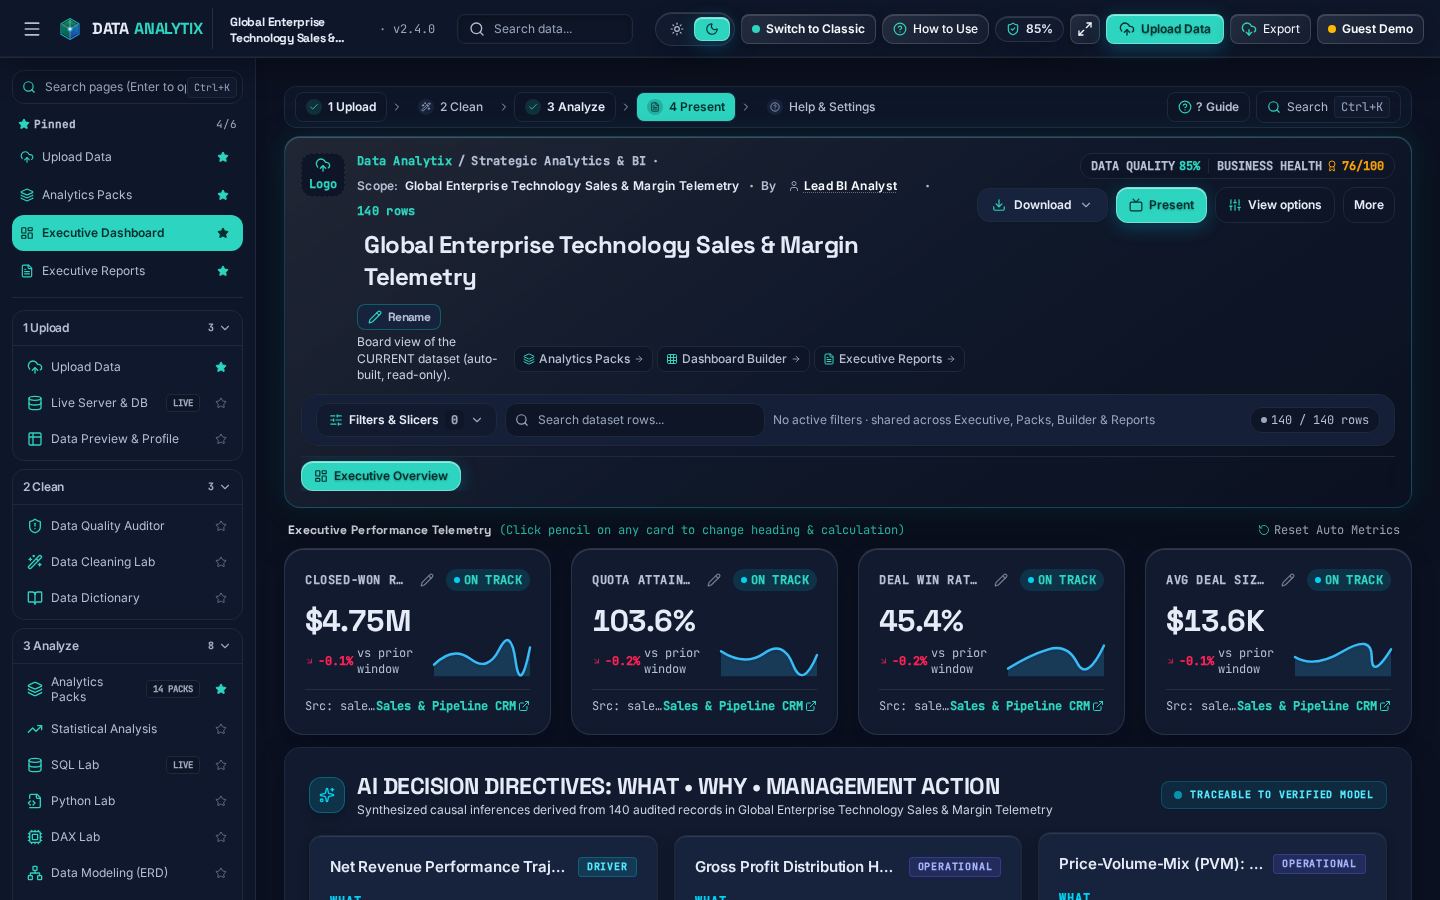 DATA ANALYTIX
Global Enterprise
Technology Sales &...
· v2.4.0
Search data...
Switch to Classic
How to Use
85%
Upload Data
Export
Guest Demo
Search pages (Enter to op
Ctrl+K
Pinned
4/6
Upload Data
Analytics Packs
Executive Dashboard
Executive Reports
1 Upload
3
Upload Data
Live Server & DB
LIVE
Data Preview & Profile
2 Clean
3
Data Quality Auditor
Data Cleaning Lab
Data Dictionary
3 Analyze
8
Analytics
Packs
14 PACKS
Statistical Analysis
SQL Lab
LIVE
Python Lab
DAX Lab
Data Modeling (ERD)
1 Upload
2 Clean
3 Analyze
4 Present
Help & Settings
? Guide
Search
Ctrl+K
Logo
Data Analytix / Strategic Analytics & BI ·
Scope: Global Enterprise Technology Sales & Margin Telemetry · By Lead BI Analyst ·
140 rows
DATA QUALITY 85%
BUSINESS HEALTH 76/100
Download
Present
View options
More
Global Enterprise Technology Sales & Margin
Telemetry
Rename
Board view of the
CURRENT dataset (auto-
built, read-only).
Analytics Packs →
Dashboard Builder →
Executive Reports →
Filters & Slicers 0
Search dataset rows...
No active filters · shared across Executive, Packs, Builder & Reports
140 / 140 rows
Executive Overview
Executive Performance Telemetry (Click pencil on any card to change heading & calculation)
Reset Auto Metrics
CLOSED-WON R…
ON TRACK
$4.75M
-0.1% vs prior
window
Src: sale… Sales & Pipeline CRM
QUOTA ATTAIN…
ON TRACK
103.6%
-0.2% vs prior
window
Src: sale… Sales & Pipeline CRM
DEAL WIN RAT…
ON TRACK
45.4%
-0.2% vs prior
window
Src: sale… Sales & Pipeline CRM
AVG DEAL SIZ…
ON TRACK
$13.6K
-0.1% vs prior
window
Src: sale… Sales & Pipeline CRM
AI DECISION DIRECTIVES: WHAT • WHY • MANAGEMENT ACTION
Synthesized causal inferences derived from 140 audited records in Global Enterprise Technology Sales & Margin Telemetry
TRACEABLE TO VERIFIED MODEL
Net Revenue Performance Traj...
DRIVER
WHAT
Gross Profit Distribution H...
OPERATIONAL
WHAT
Price-Volume-Mix (PVM): ...
OPERATIONAL
WHAT